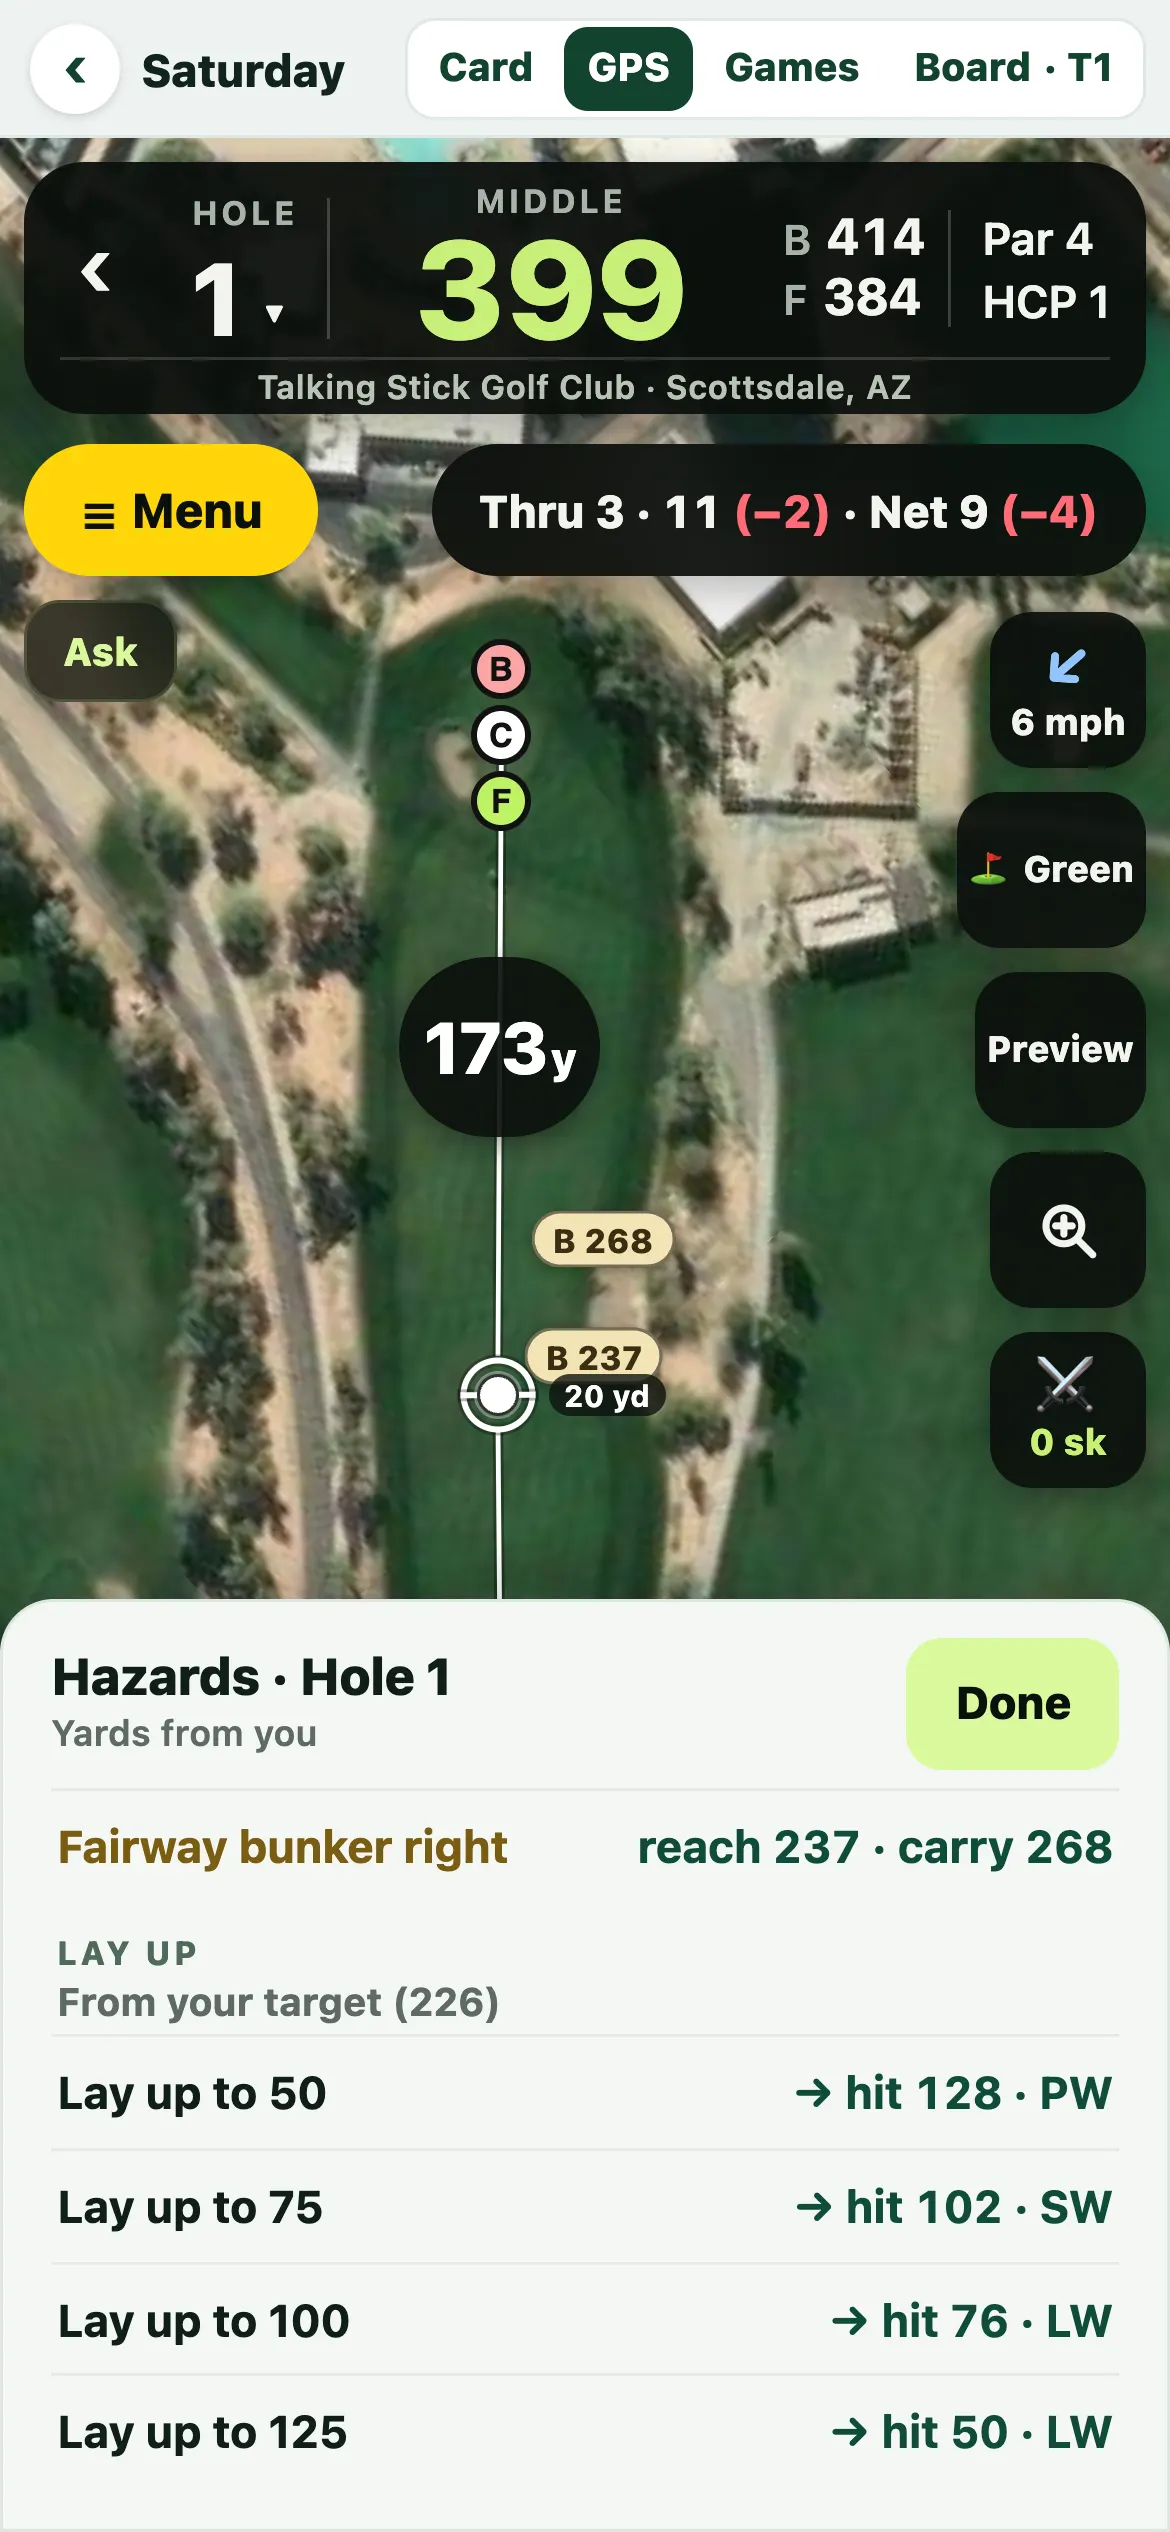 ‹ Saturday Card GPS Games Board · T1
HOLE MIDDLE
‹ 1 ▾ 399 B 414 Par 4
F 384 HCP 1
Talking Stick Golf Club · Scottsdale, AZ
≡ Menu Thru 3 · 11 (−2) · Net 9 (−4)
Ask
B
C
F
↙
6 mph
Green
173y
Preview
B 268
B 237
20 yd
0 sk
Hazards · Hole 1
Yards from you
Done
Fairway bunker right reach 237 · carry 268
LAY UP
From your target (226)
Lay up to 50 → hit 128 · PW
Lay up to 75 → hit 102 · SW
Lay up to 100 → hit 76 · LW
Lay up to 125 → hit 50 · LW